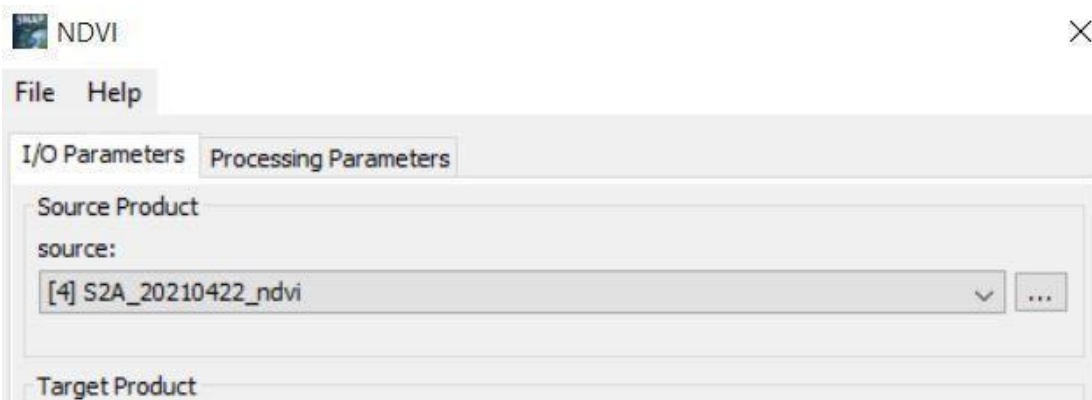 NDVI
File Help
I/O Parameters Processing Parameters
Source Product
source:
[4] S2A_20210422_ndvi ...
Target Product